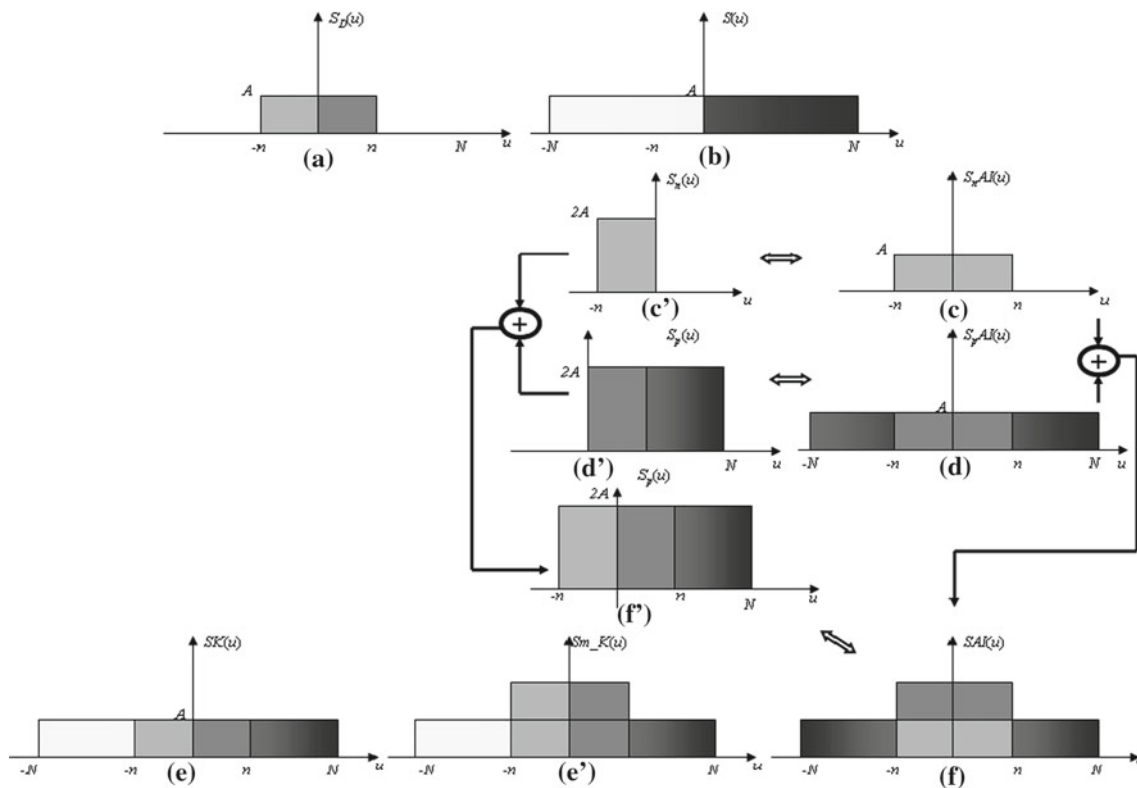 S_D(u)
S(u)
A
A
-n
n
N
u
-N
-n
N
u
(a)
(b)
S_n(u)
S_nAI(u)
2A
A
-n
u
-n
n
u
(c')
(c)
+
S_p(u)
S_pAI(u)
+
2A
A
N
u
-N
-n
n
N
u
(d')
(d)
S_p(u)
2A
-n
n
N
u
(f')
SK(u)
Sm_K(u)
SAI(u)
A
-N
-n
n
N
u
-N
-n
n
N
u
-N
-n
n
N
(e)
(e')
(f)